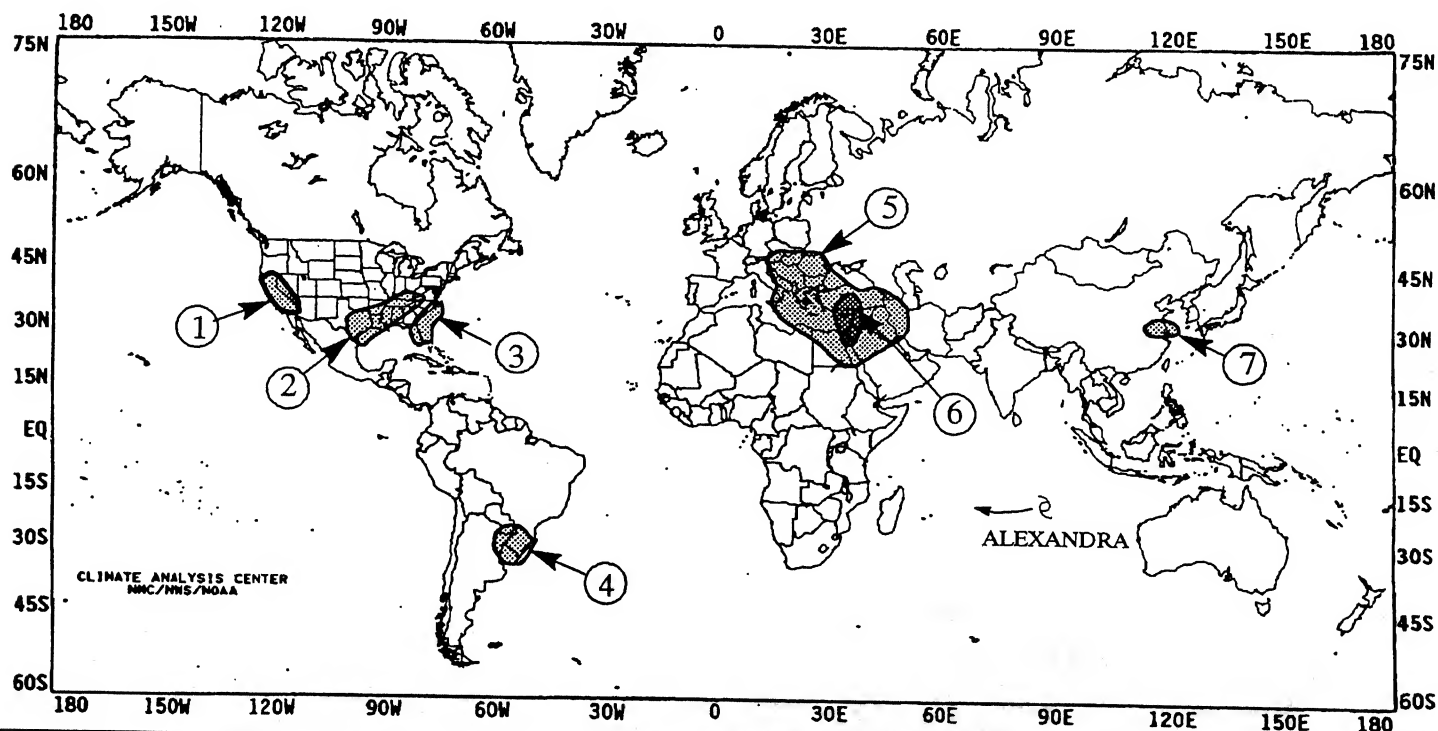 180 150W 120W 90W 60W 30W 0 30E 60E 90E 120E 150E 180
75N 75N
60N 60N
5
45N 45N
1 30N 30N
3
2 7
15N 6 15N
EQ EQ
15S 15S
ALEXANDRA
30S 30S
CLIMATE ANALYSIS CENTER
NMC/NWS/NOAA
4
45S 45S
60S 60S
180 150W 120W 90W 60W 30W 0 30E 60E 90E 120E 150E 180